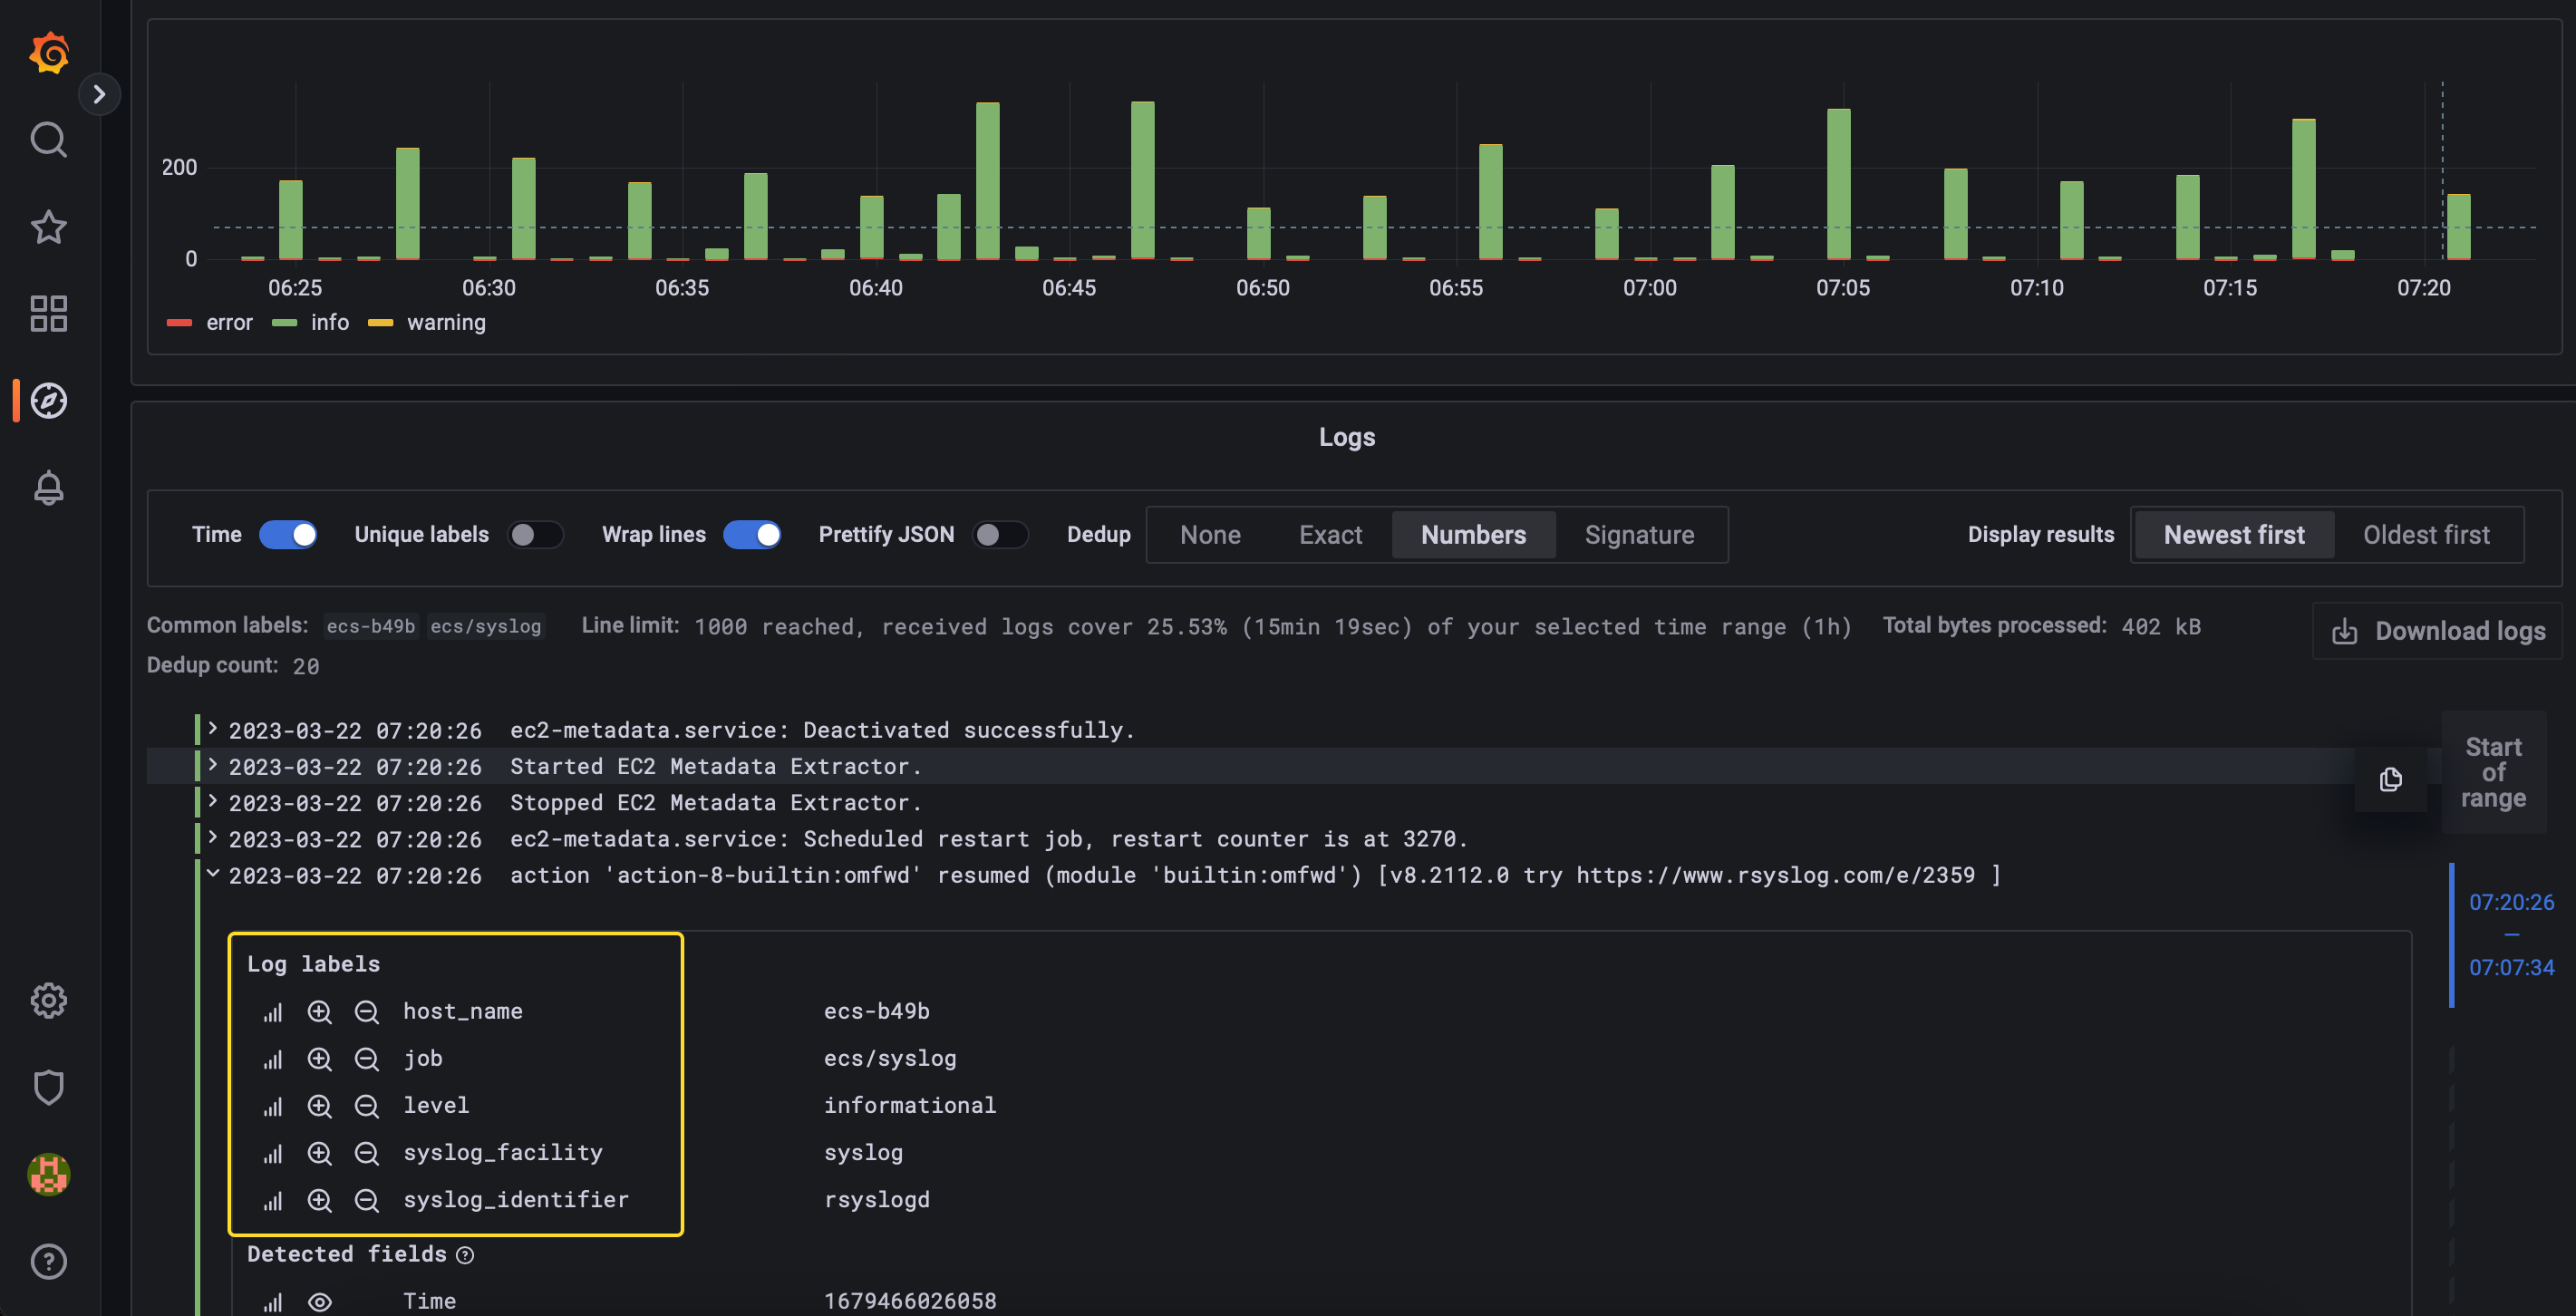 200
0
06:25 06:30 06:35 06:40 06:45 06:50 06:55 07:00 07:05 07:10 07:15 07:20
error info warning
Logs
Time Unique labels Wrap lines Prettify JSON Dedup None Exact Numbers Signature Display results Newest first Oldest first
Common labels: ecs-b49b ecs/syslog Line limit: 1000 reached, received logs cover 25.53% (15min 19sec) of your selected time range (1h) Total bytes processed: 402 kB
Download logs
Dedup count: 20
2023-03-22 07:20:26 ec2-metadata.service: Deactivated successfully.
2023-03-22 07:20:26 Started EC2 Metadata Extractor.
2023-03-22 07:20:26 Stopped EC2 Metadata Extractor.
2023-03-22 07:20:26 ec2-metadata.service: Scheduled restart job, restart counter is at 3270.
2023-03-22 07:20:26 action 'action-8-builtin:omfwd' resumed (module 'builtin:omfwd') [v8.2112.0 try https://www.rsyslog.com/e/2359 ]
Start
of
range
07:20:26
—
07:07:34
Log labels
host_name ecs-b49b
job ecs/syslog
level informational
syslog_facility syslog
syslog_identifier rsyslogd
Detected fields
Time 1679466026058